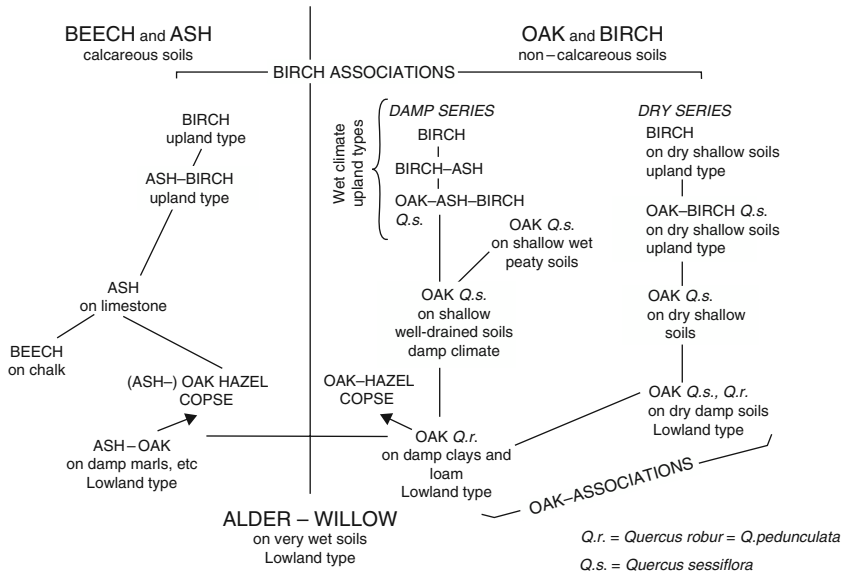 BEECH and ASH
calcareous soils
OAK and BIRCH
non–calcareous soils
BIRCH ASSOCIATIONS
BIRCH
upland type
ASH–BIRCH
upland type
ASH
on limestone
BEECH
on chalk
(ASH–) OAK HAZEL
COPSE
ASH–OAK
on damp marls, etc
Lowland type
Wet climate
upland types
DAMP SERIES
BIRCH
BIRCH–ASH
OAK–ASH–BIRCH
Q.s.
OAK Q.s.
on shallow wet
peaty soils
OAK Q.s.
on shallow
well-drained soils
damp climate
OAK–HAZEL
COPSE
OAK Q.r.
on damp clays and
loam
Lowland type
DRY SERIES
BIRCH
on dry shallow soils
upland type
OAK–BIRCH Q.s.
on dry shallow soils
upland type
OAK Q.s.
on dry shallow
soils
OAK Q.s., Q.r.
on dry damp soils
Lowland type
OAK–ASSOCIATIONS
ALDER – WILLOW
on very wet soils
Lowland type
Q.r. = Quercus robur = Q.pedunculata
Q.s. = Quercus sessiflora